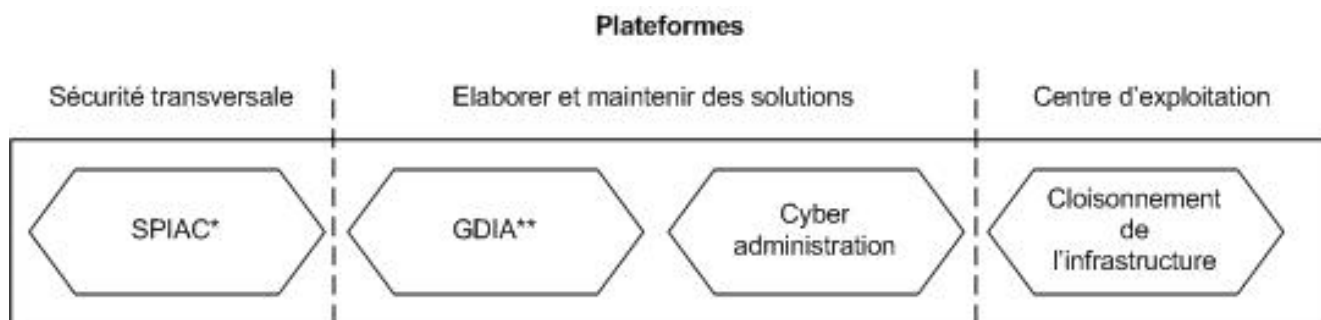 Plateformes
Sécurité transversale
Elaborer et maintenir des solutions
Centre d'exploitation
SPIAC*
GDIA**
Cyber
administration
Cloisonnement
de
l'infrastructure